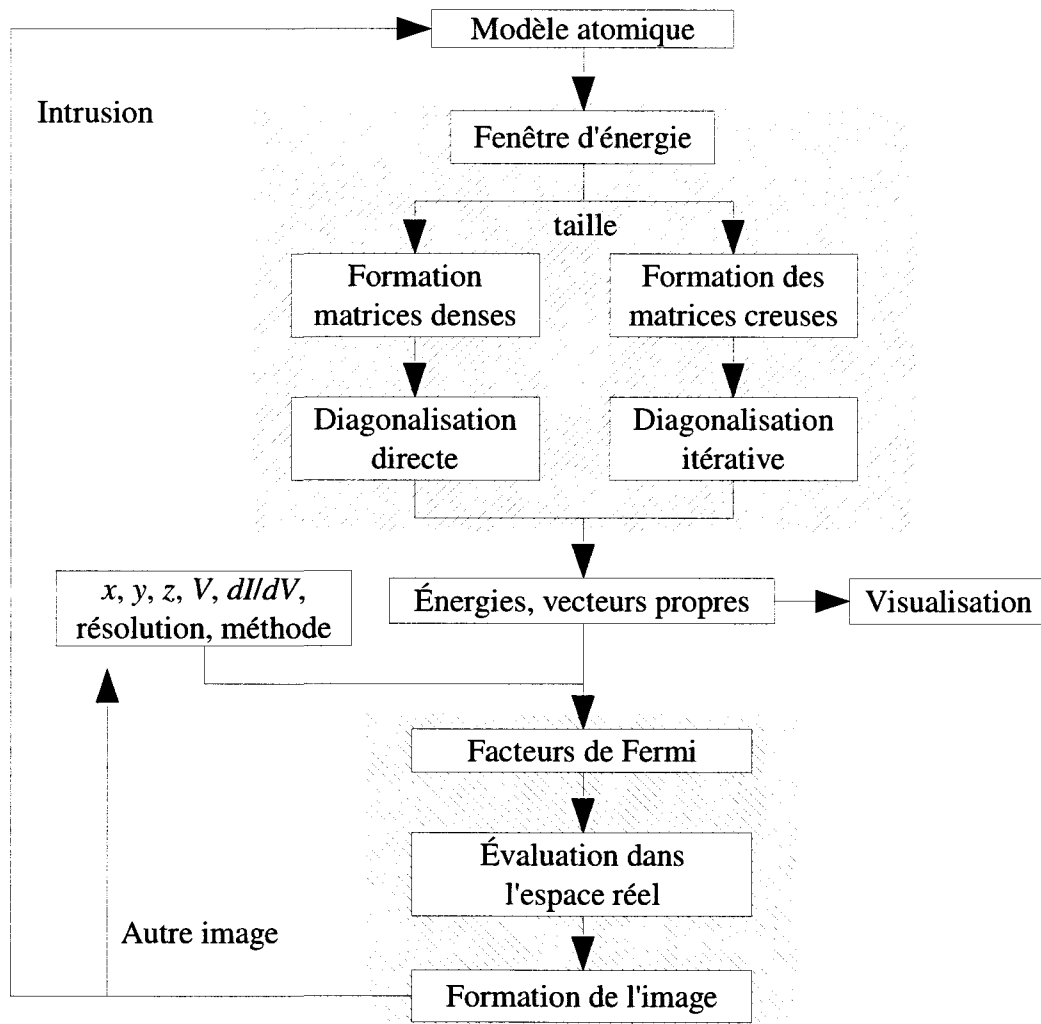 Modèle atomique
Intrusion
Fenêtre d'énergie
taille
Formation
matrices denses
Formation des
matrices creuses
Diagonalisation
directe
Diagonalisation
itérative
x, y, z, V, dI/dV,
résolution, méthode
Énergies, vecteurs propres
Visualisation
Facteurs de Fermi
Évaluation dans
l'espace réel
Autre image
Formation de l'image